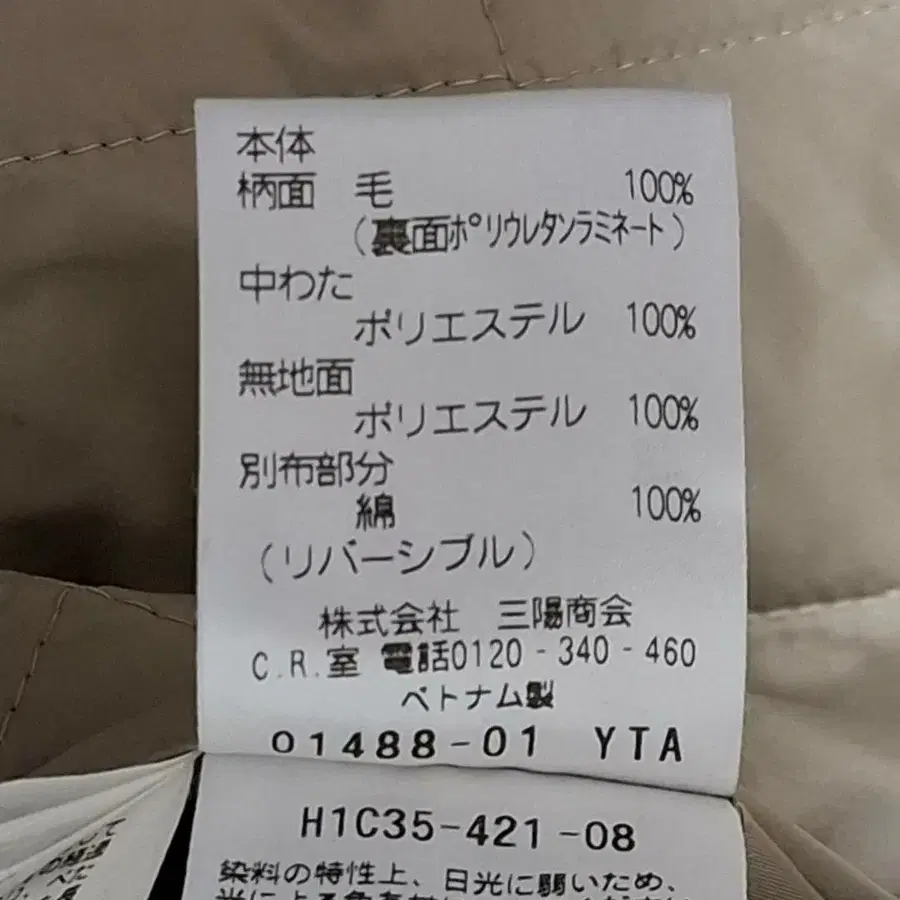 本体
柄面 毛 100%
(裏面ポリウレタンラミネート)
中わた
ポリエステル 100%
無地面
ポリエステル 100%
別布部分
綿 100%
(リバーシブル)
株式会社 三陽商会
C.R.室 電話0120-340-460
ベトナム製
01488-01 YTA
H1C35-421-08
染料の特性上、日光に弱いため、